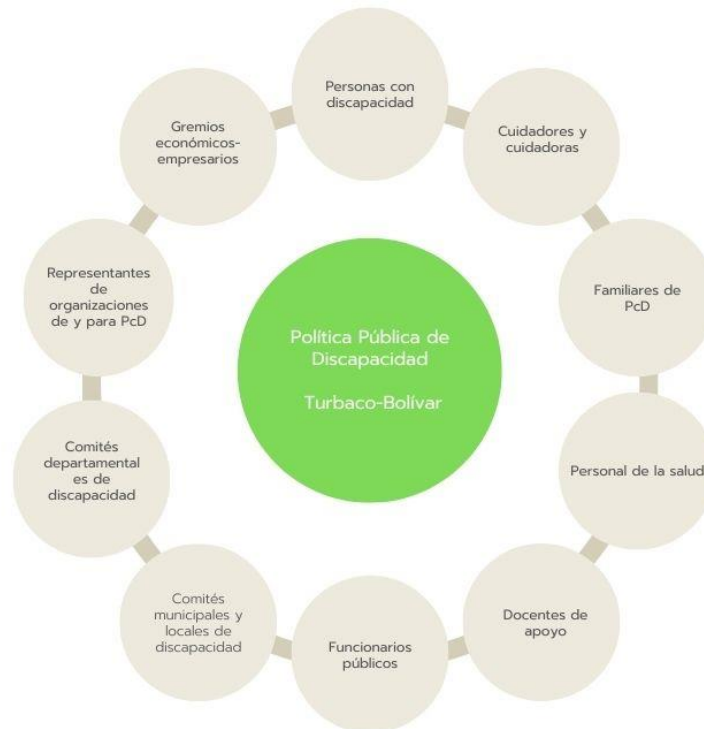 Personas con
discapacidad
Cuidadores y
cuidadoras
Familiares de
PcD
Personal de la salud
Docentes de
apoyo
Funcionarios
públicos
Comités
municipales y
locales de
discapacidad
Comités
departamental
es de
discapacidad
Representantes
de
organizaciones
de y para PcD
Gremios
económicos-
empresarios
Política Pública de
Discapacidad
Turbaco-Bolívar